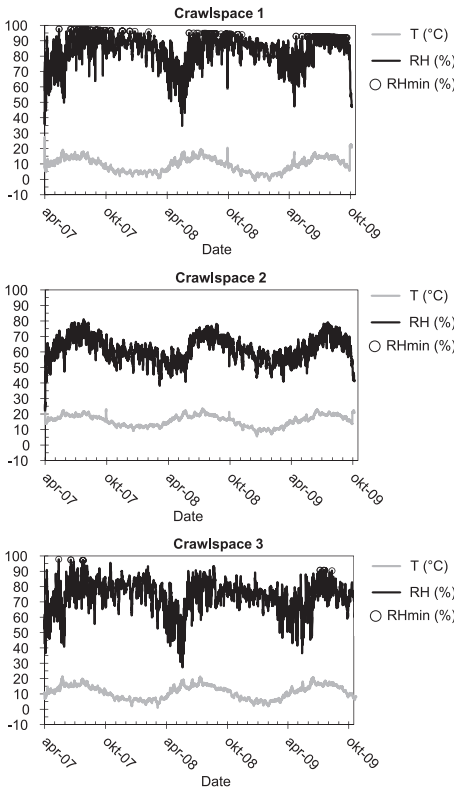 Crawlspace 1
100
90
80
70
60
50
40
30
20
10
0
-10
apr-07
okt-07
apr-08
okt-08
apr-09
okt-09
Date
T (°C)
RH (%)
RHmin (%)
Crawlspace 2
100
90
80
70
60
50
40
30
20
10
0
-10
apr-07
okt-07
apr-08
okt-08
apr-09
okt-09
Date
T (°C)
RH (%)
RHmin (%)
Crawlspace 3
100
90
80
70
60
50
40
30
20
10
0
-10
apr-07
okt-07
apr-08
okt-08
apr-09
okt-09
Date
T (°C)
RH (%)
RHmin (%)